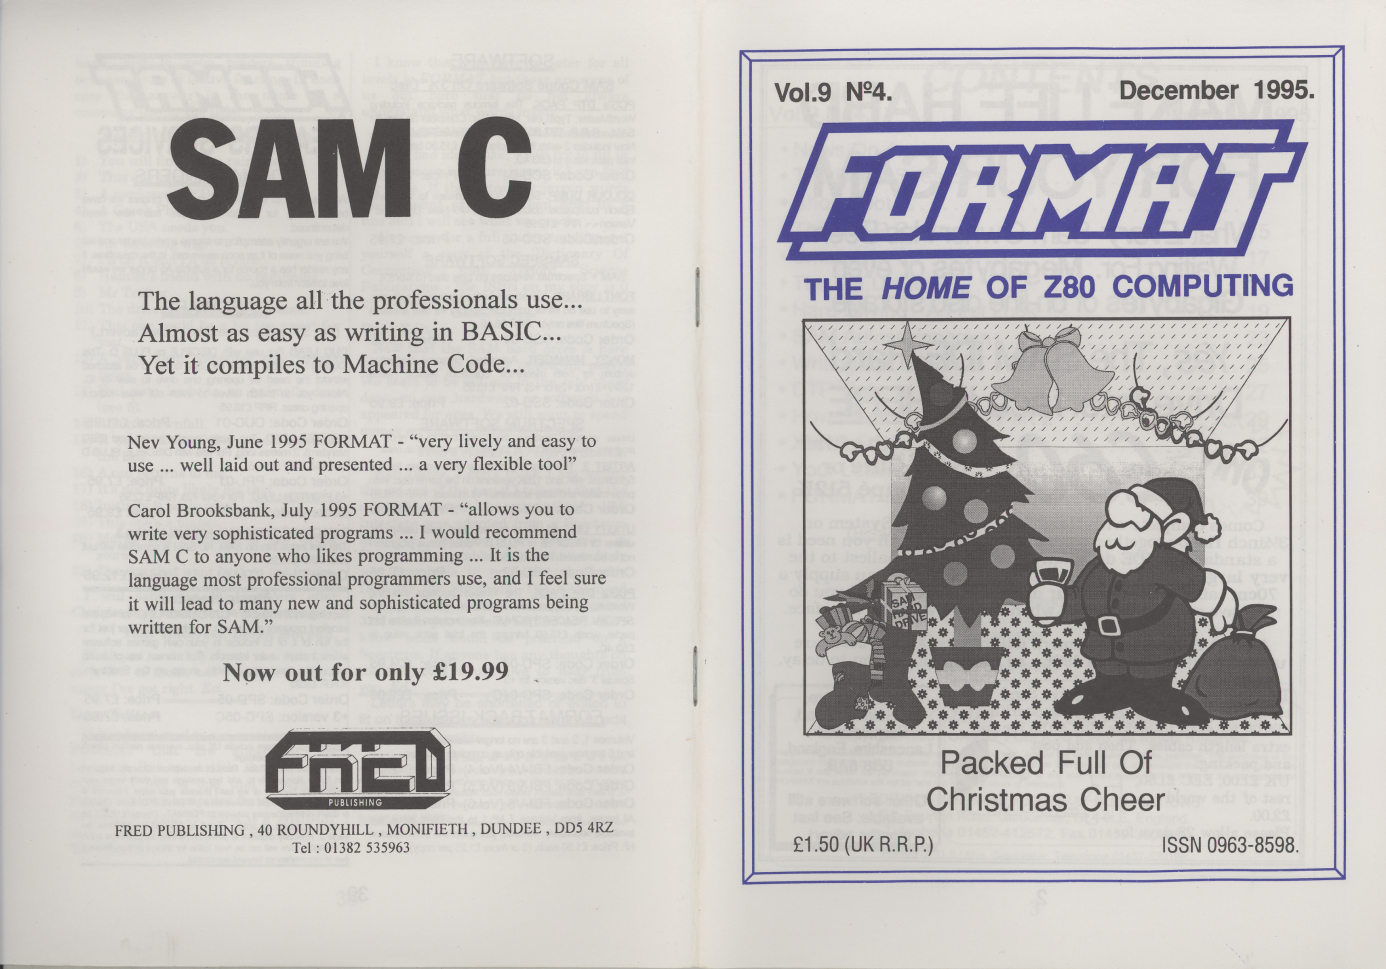 SAM C
The language all the professionals use...
Almost as easy as writing in BASIC...
Yet it compiles to Machine Code...
Nev Young, June 1995 FORMAT - “very lively and easy to
use ... well laid out and presented ... a very flexible tool”
Carol Brooksbank, July 1995 FORMAT - “allows you to
write very sophisticated programs ... I would recommend
SAM C to anyone who likes programming ... It is the
language most professional programmers use, and I feel sure
it will lead to many new and sophisticated programs being
written for SAM.”
Now out for only £19.99
FRED
PUBLISHING
FRED PUBLISHING , 40 ROUNDYHILL , MONIFIETH , DUNDEE , DD5 4RZ
Tel : 01382 535963
Vol.9 Nº4. December 1995.
FORMAT
THE HOME OF Z80 COMPUTING
SAM
HARD
DRIVE
Packed Full Of
Christmas Cheer
£1.50 (UK R.R.P.) ISSN 0963-8598.